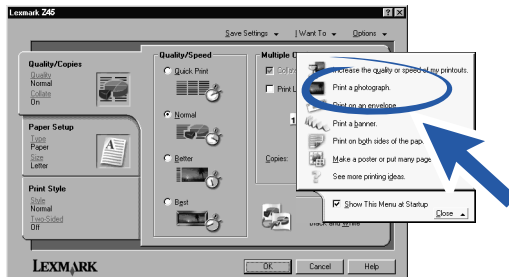 Lexmark Z45
Save Settings
I Want To
Options
Quality/Copies
Quality
Normal
Collate
On
Paper Setup
Type
Paper
Size
Letter
Print Style
Style
Normal
Two-Sided
Off
Quality/Speed
Quick Print
Normal
Better
Best
Multiple
Collate
Print L
1
Copies:
Black and White
Increase the quality or speed of my printouts.
Print a photograph.
Print on an envelope.
Print a banner.
Print on both sides of the
Make a poster or put many page
See more printing ideas.
Show This Menu at Startup
Close
LEXMARK
OK
Cancel
Help